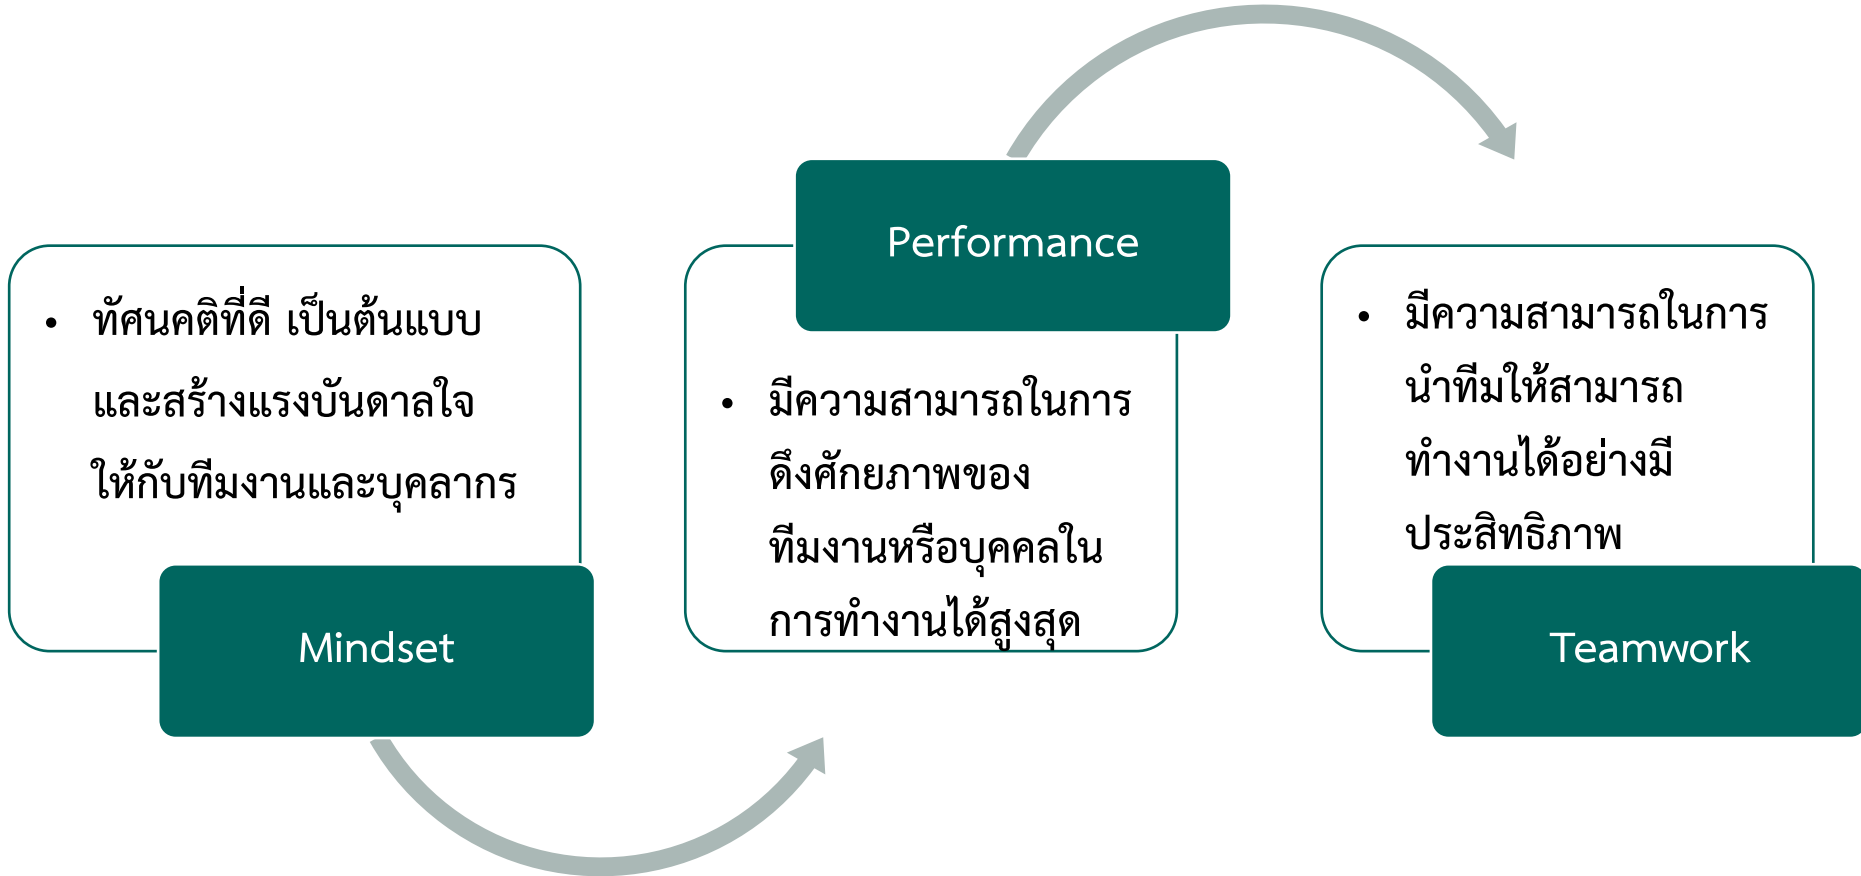 • ทัศนคติที่ดี เป็นต้นแบบ
และสร้างแรงบันดาลใจ
ให้กับทีมงานและบุคลากร
Mindset
Performance
• มีความสามารถในการ
ดึงศักยภาพของ
ทีมงานหรือบุคคลใน
การทำงานได้สูงสุด
• มีความสามารถในการ
นำทีมให้สามารถ
ทำงานได้อย่างมี
ประสิทธิภาพ
Teamwork